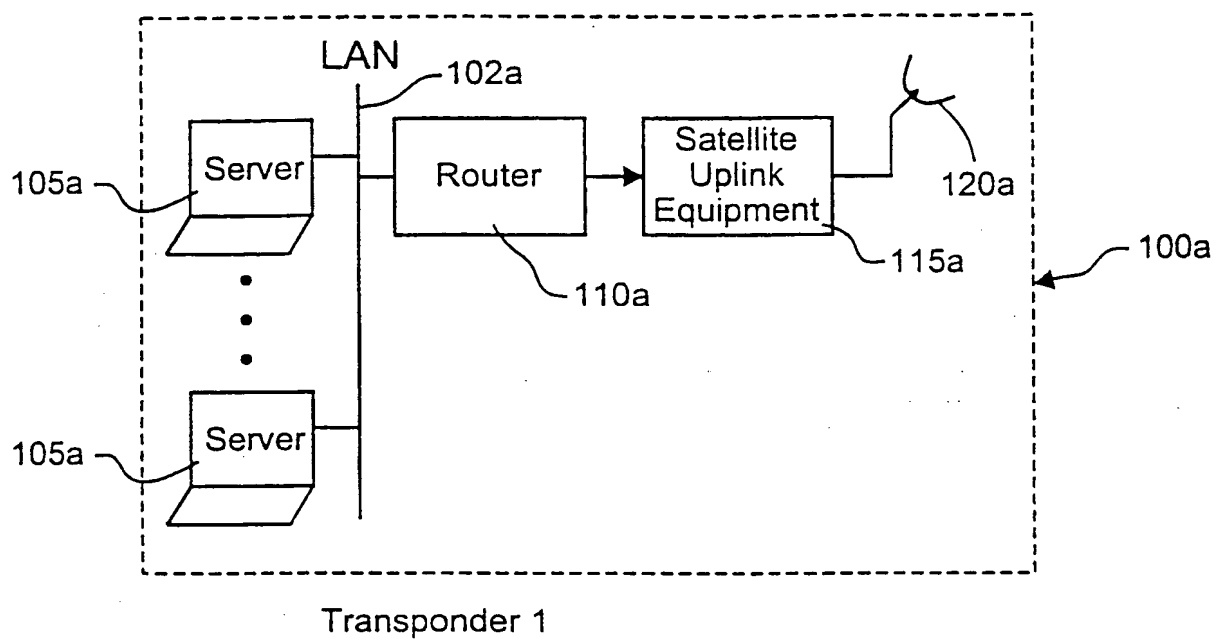 LAN
102a
Server
105a
Router
110a
Satellite
Uplink
Equipment
115a
120a
100a
Server
105a
Transponder 1